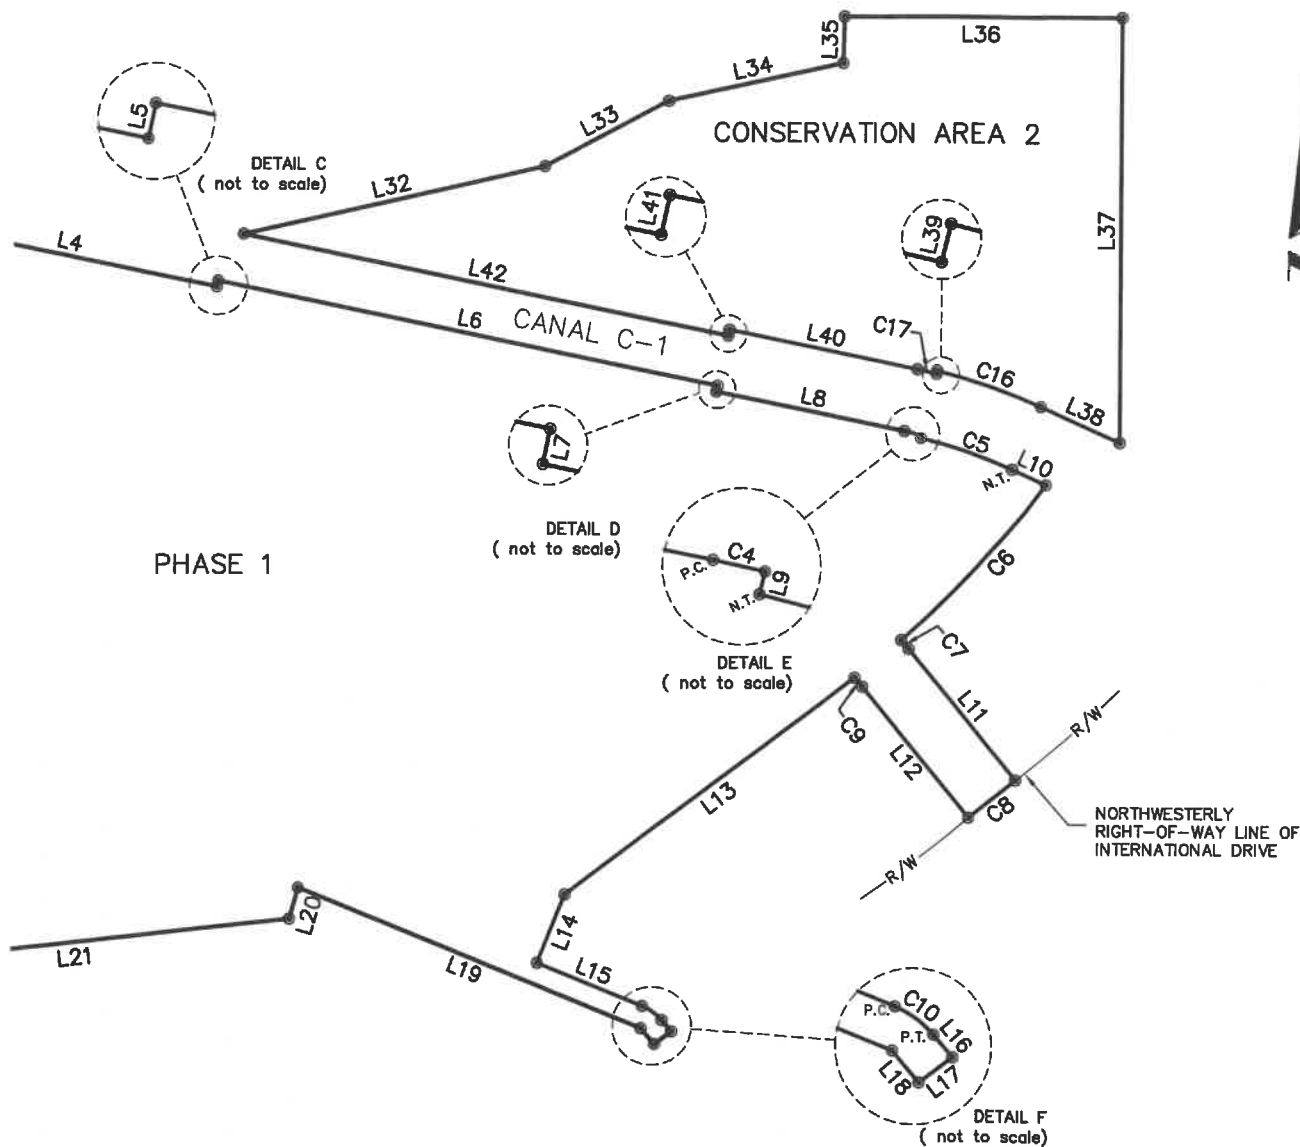 L36
L35
L34
L33
L5
CONSERVATION AREA 2
DETAIL C
( not to scale)
L32
L41
L39
L37
L4
L42
L6
CANAL C-1
L40
C17
C16
L38
L8
L7
C5
L10
N.T.
DETAIL D
( not to scale)
PHASE 1
C4
P.C.
L9
N.T.
C6
DETAIL E
( not to scale)
C7
L11
C9
L12
R/W
L13
C8
NORTHWESTERLY
RIGHT-OF-WAY LINE OF
INTERNATIONAL DRIVE
R/W
L20
L14
L21
L19
L15
P.C.
C10
P.T.
L16
L18
L17
DETAIL F
( not to scale)